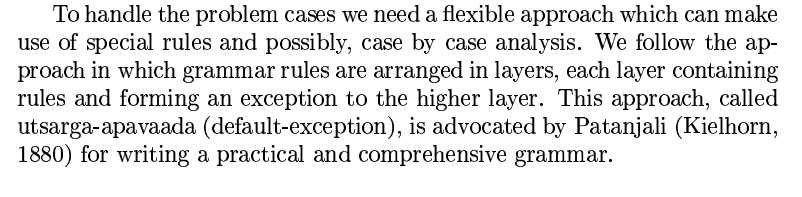 To handle the problem cases we need a flexible approach which can make
use of special rules and possibly, case by case analysis. We follow the ap-
proach in which grammar rules are arranged in layers, each layer containing
rules and forming an exception to the higher layer. This approach, called
utsarga-apavaada (default-exception), is advocated by Patanjali (Kielhorn,
1880) for writing a practical and comprehensive grammar.